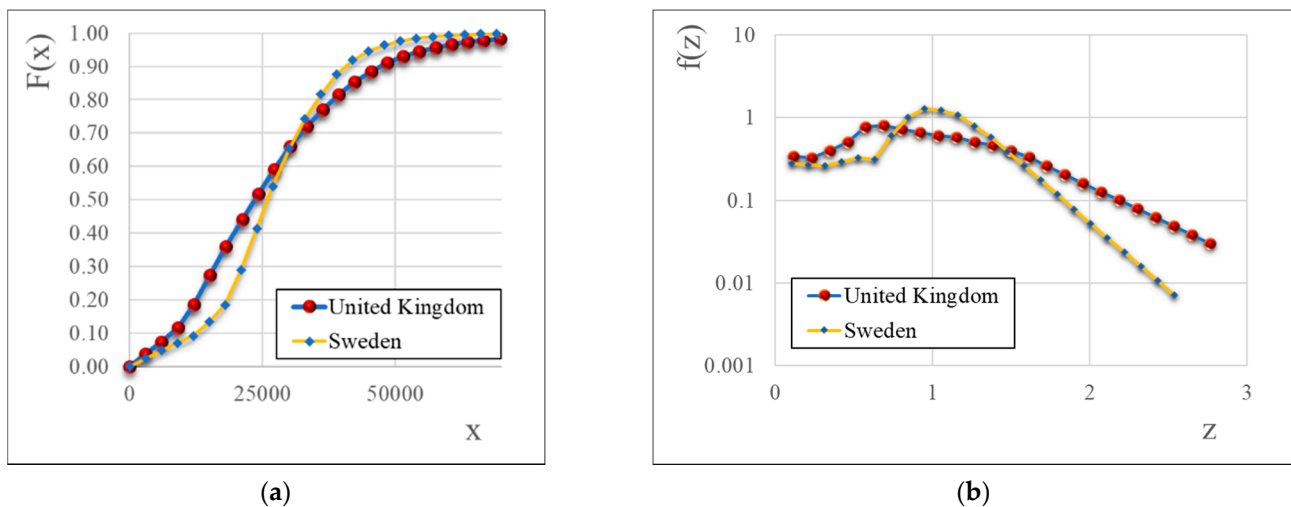 F(x)
1.00
0.90
0.80
0.70
0.60
0.50
0.40
0.30
0.20
0.10
0.00
United Kingdom
Sweden
0 25000 50000
x
(a)
f(z)
10
1
0.1
0.01
0.001
United Kingdom
Sweden
0 1 2 3
z
(b)